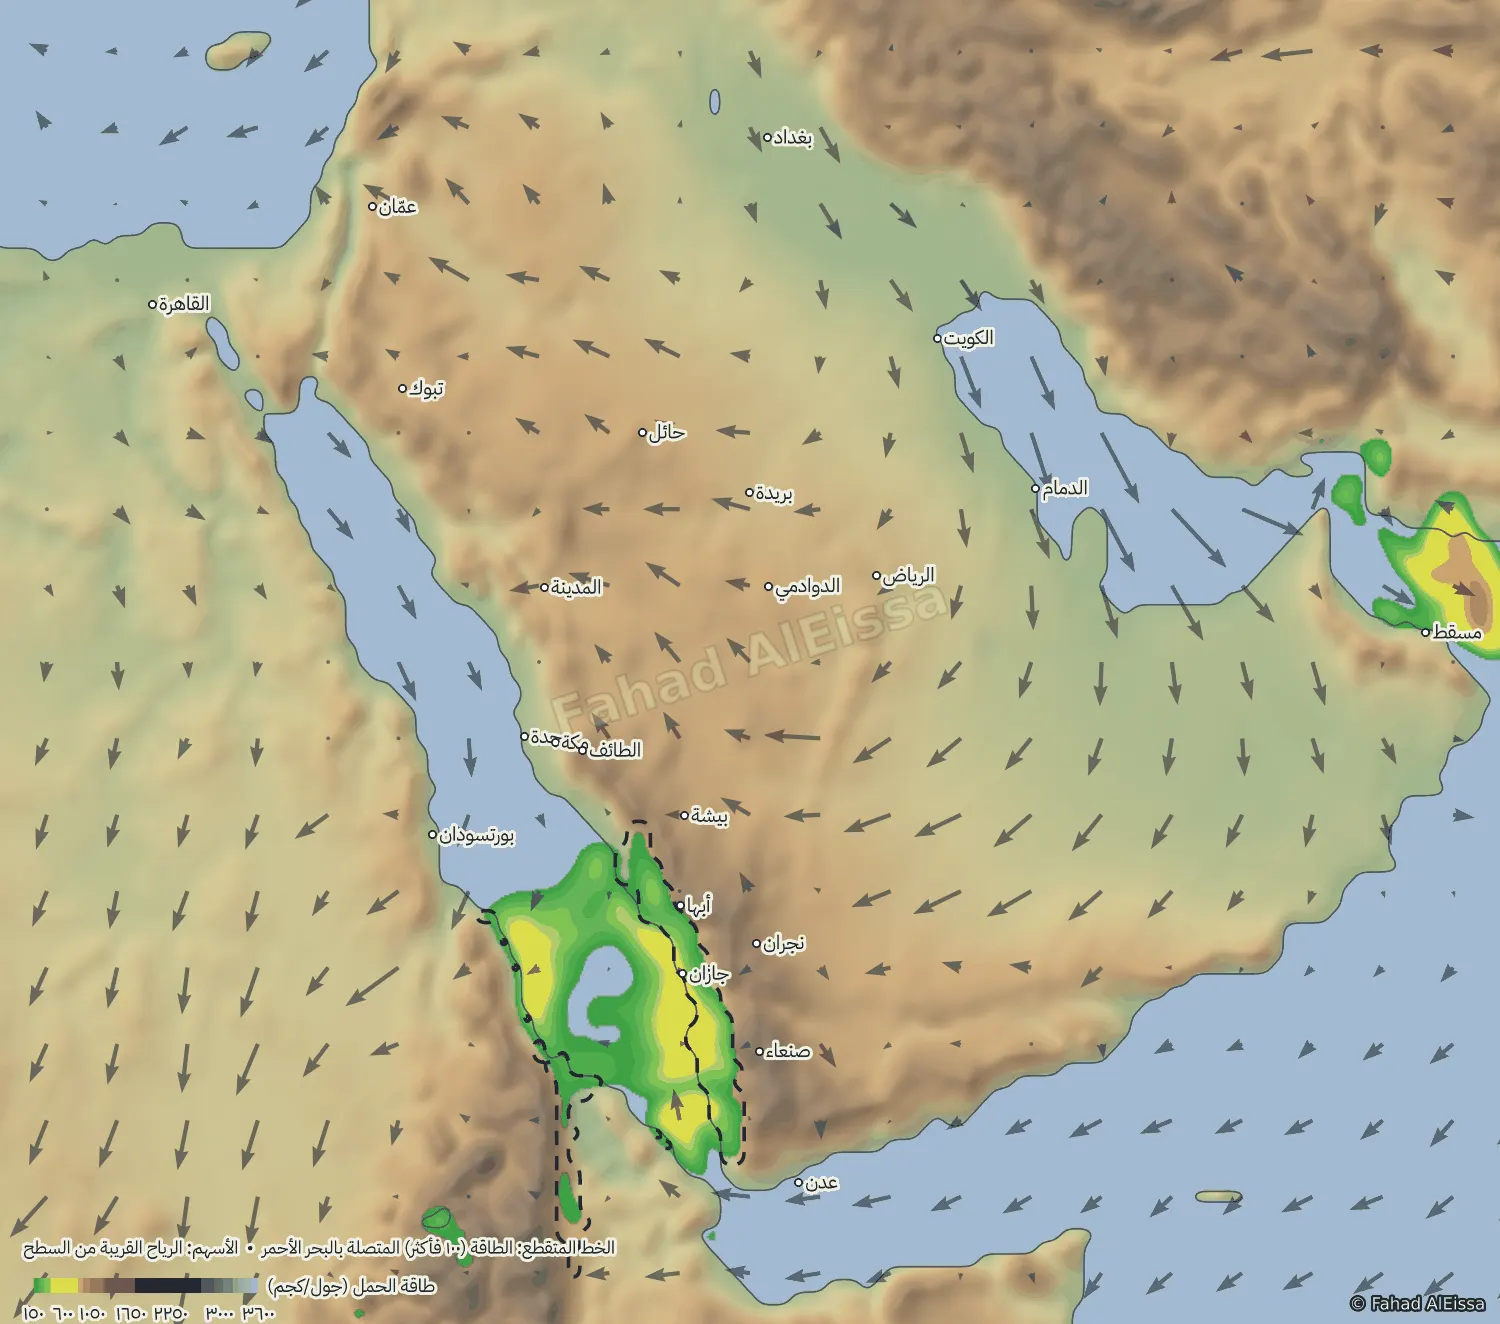 بغداد
عمّان
القاهرة
الكويت
تبوك
حائل
الدمام
بريدة
الرياض
الدوادمي
المدينة
Fahad AlEissa
مسقط
جدة
مكة
الطائف
بيشة
بورتسودان
أبها
نجران
جازان
صنعاء
عدن
الخط المتقطع: الطاقة (١٠٠ فأكثر) المتصلة بالبحر الأحمر • الأسهم: الرياح القريبة من السطح
طاقة الحمل (جول/كجم)
١٥٠ ٦٠٠ ١٠٥٠ ١٦٥٠ ٢٢٥٠ ٣٠٠٠ ٣٦٠٠
© Fahad AlEissa